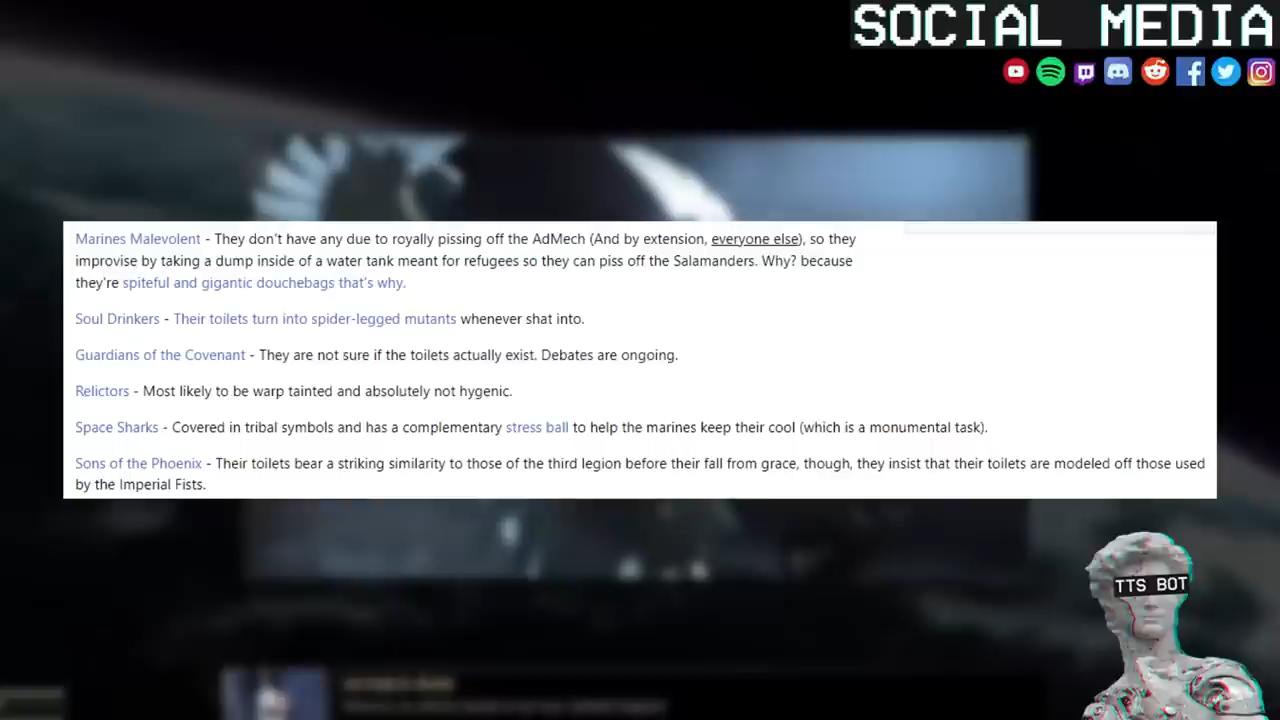 SOCIAL MEDIA
Marines Malevolent - They don't have any due to royally pissing off the AdMech (And by extension, everyone else), so they
improvise by taking a dump inside of a water tank meant for refugees so they can piss off the Salamanders. Why? because
they're spiteful and gigantic douchebags that's why.
Soul Drinkers - Their toilets turn into spider-legged mutants whenever shat into.
Guardians of the Covenant - They are not sure if the toilets actually exist. Debates are ongoing.
Relictors - Most likely to be warp tainted and absolutely not hygenic.
Space Sharks - Covered in tribal symbols and has a complementary stress ball to help the marines keep their cool (which is a monumental task).
Sons of the Phoenix - Their toilets bear a striking similarity to those of the third legion before their fall from grace, though, they insist that their toilets are modeled off those used
by the Imperial Fists.
TTS BOT